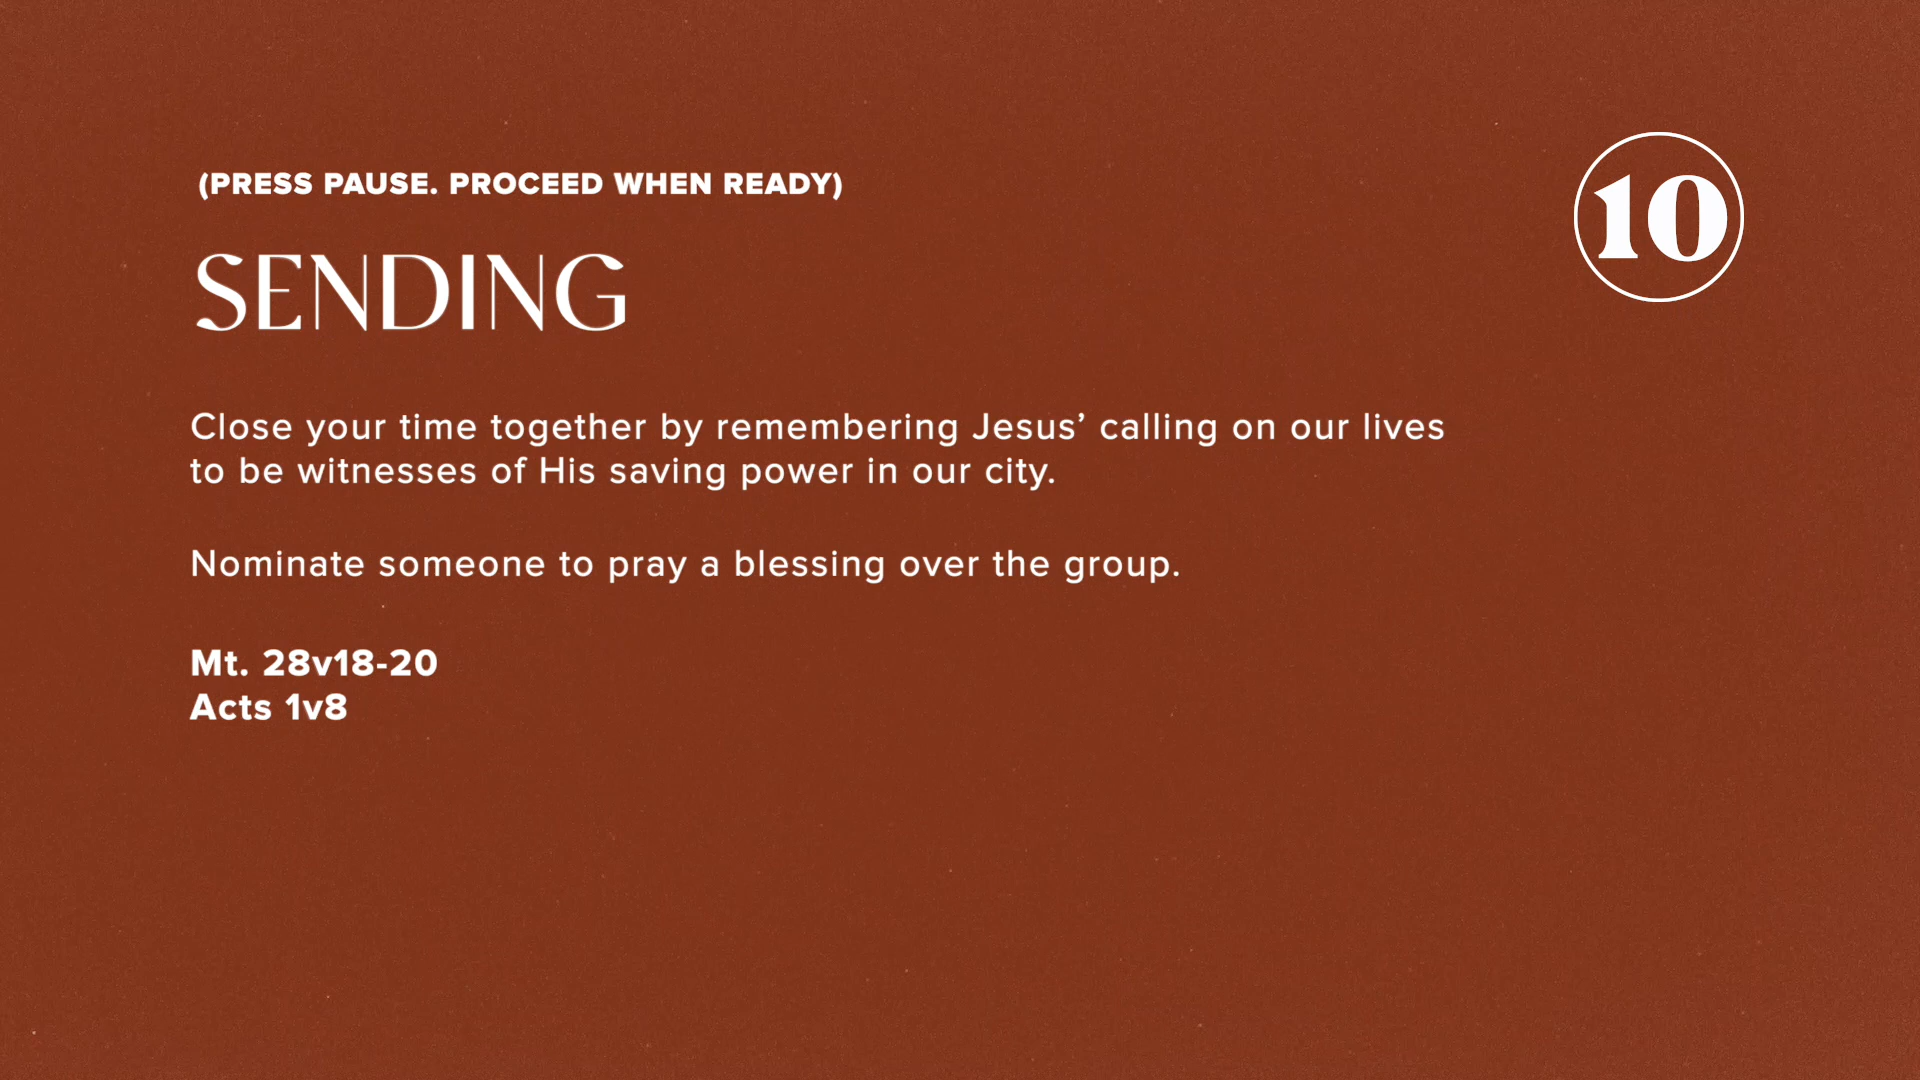 (PRESS PAUSE. PROCEED WHEN READY)
10
SENDING
Close your time together by remembering Jesus’ calling on our lives
to be witnesses of His saving power in our city.
Nominate someone to pray a blessing over the group.
Mt. 28v18-20
Acts 1v8